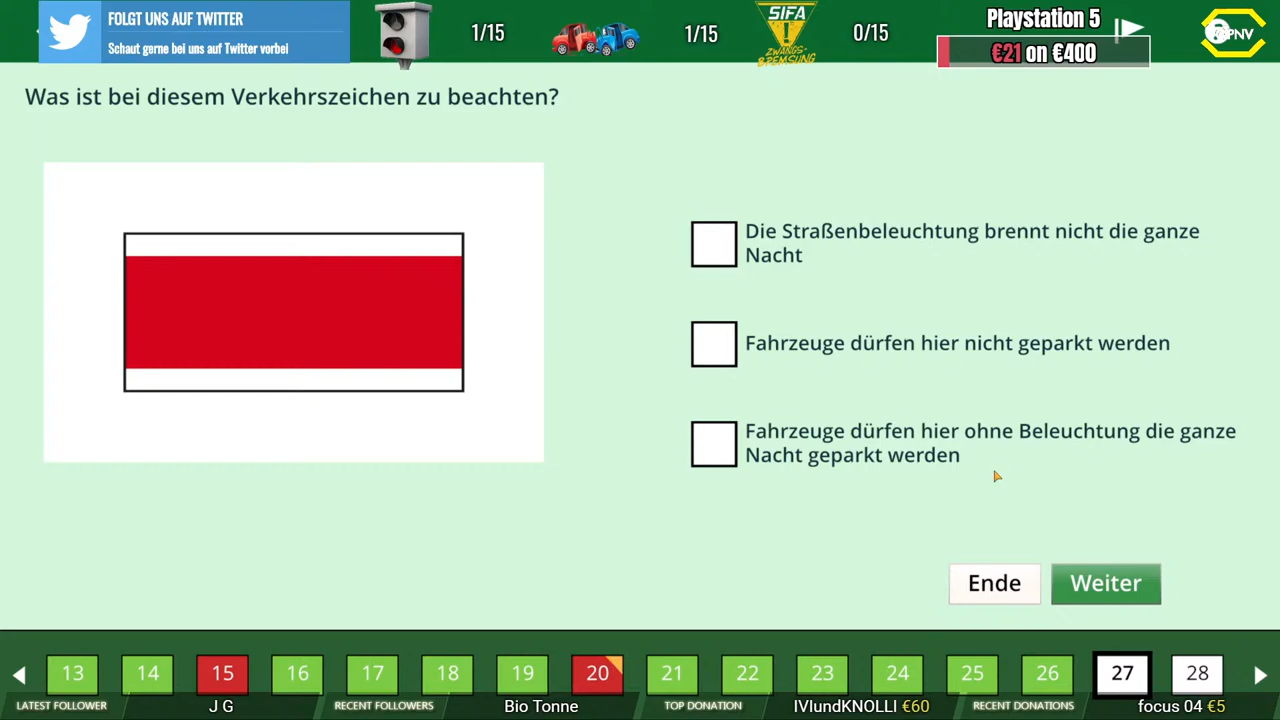 FOLGT UNS AUF TWITTER
Schaut gerne bei uns auf Twitter vorbei
1/15
1/15
SIFA
ZWANGS-
BREMSUNG
0/15
Playstation 5
€21 on €400
ÖPNV
Was ist bei diesem Verkehrszeichen zu beachten?
Die Straßenbeleuchtung brennt nicht die ganze
Nacht
Fahrzeuge dürfen hier nicht geparkt werden
Fahrzeuge dürfen hier ohne Beleuchtung die ganze
Nacht geparkt werden
Ende
Weiter
13 14 15 16 17 18 19 20 21 22 23 24 25 26 27 28
LATEST FOLLOWER J G RECENT FOLLOWERS Bio Tonne TOP DONATION IVIundKNOLLI €60 RECENT DONATIONS focus 04 €5